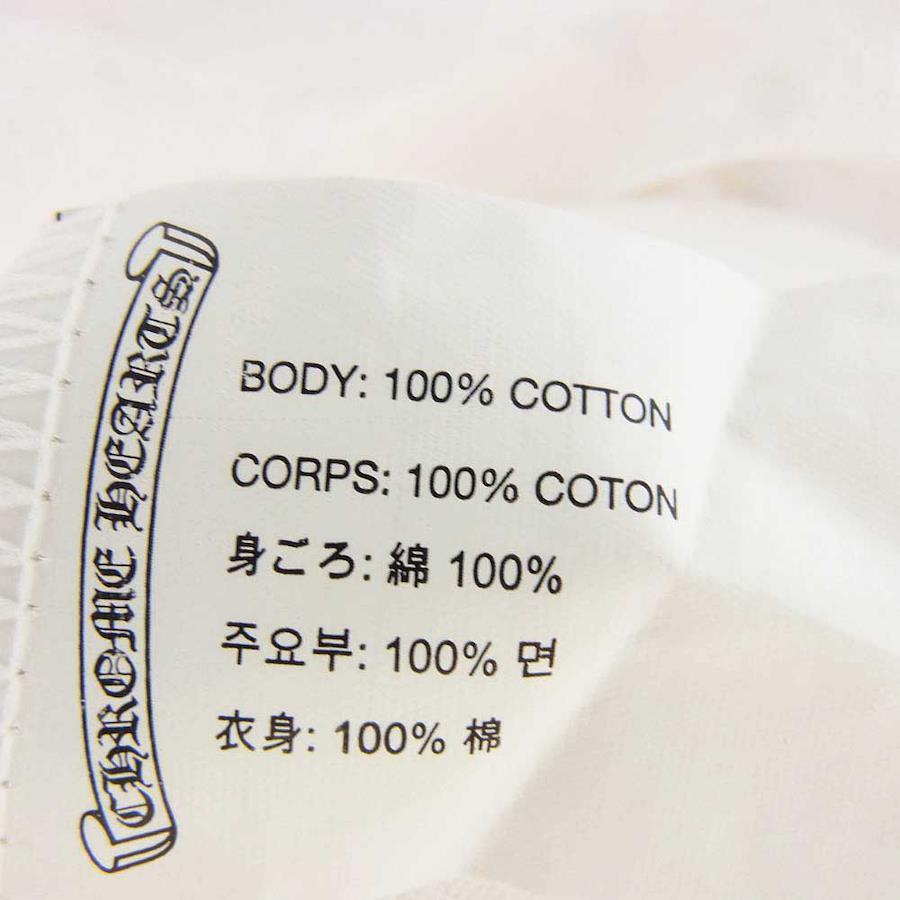 CHROME HEARTS
BODY: 100% COTTON
CORPS: 100% COTON
身ごろ: 綿 100%
주요부: 100% 면
衣身: 100% 棉